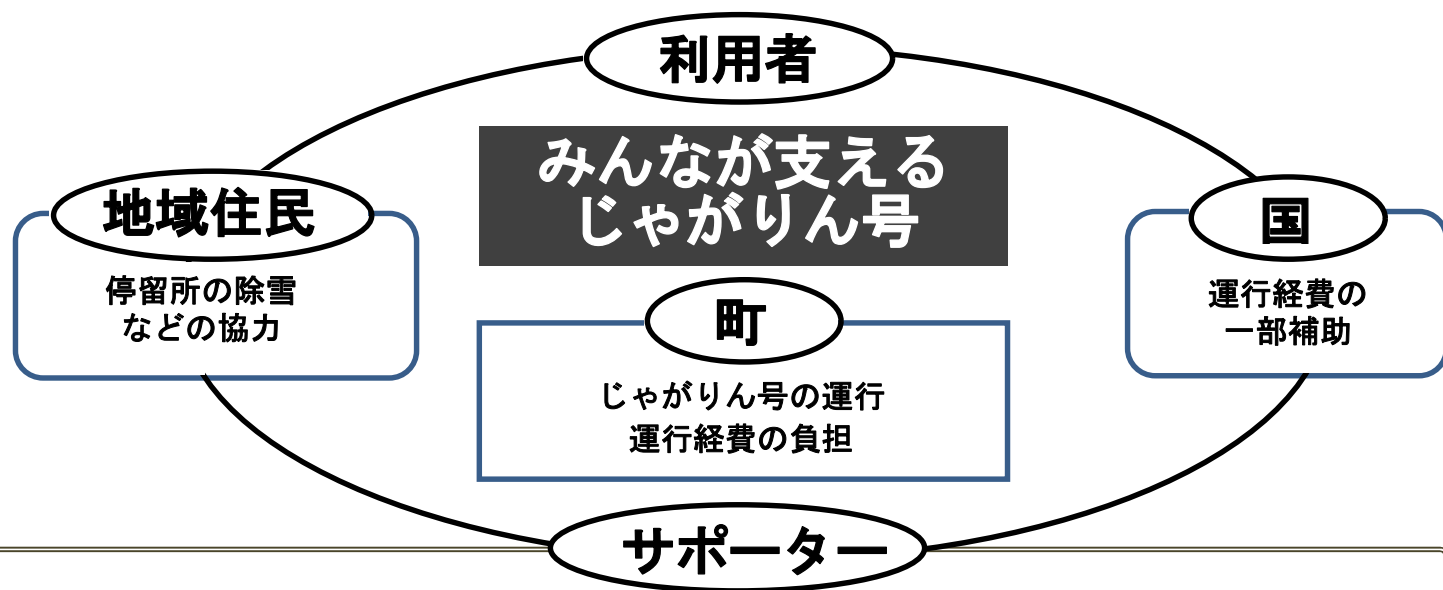 利用者
みんなが支える
じゃがりん号
地域住民
停留所の除雪
などの協力
国
運行経費の
一部補助
町
じゃがりん号の運行
運行経費の負担
サポーター